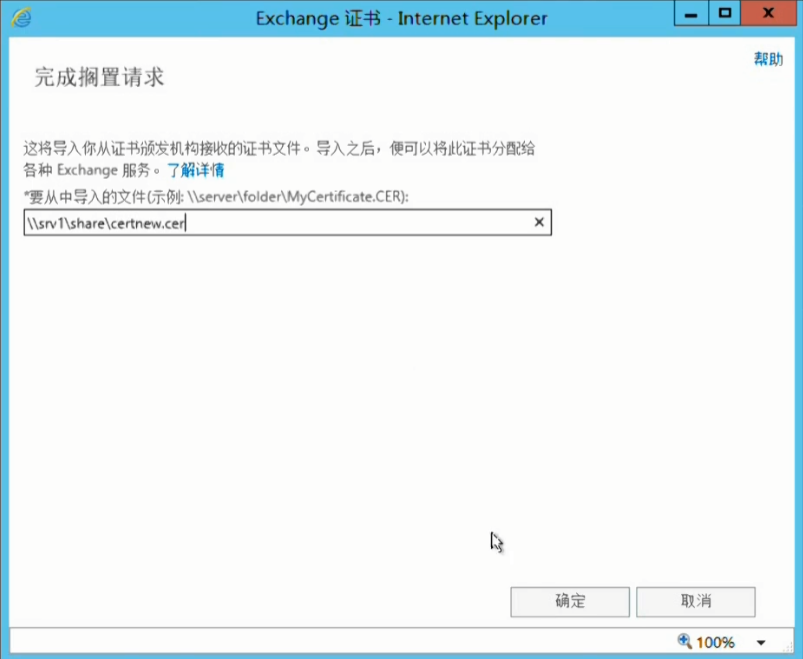 Exchange 证书 - Internet Explorer
帮助
完成搁置请求
这将导入你从证书颁发机构接收的证书文件。导入之后，便可以将此证书分配给
各种 Exchange 服务。了解详情
*要从中导入的文件(示例: \\server\folder\MyCertificate.CER):
\\srv1\share\certnew.cer
确定
取消
100%